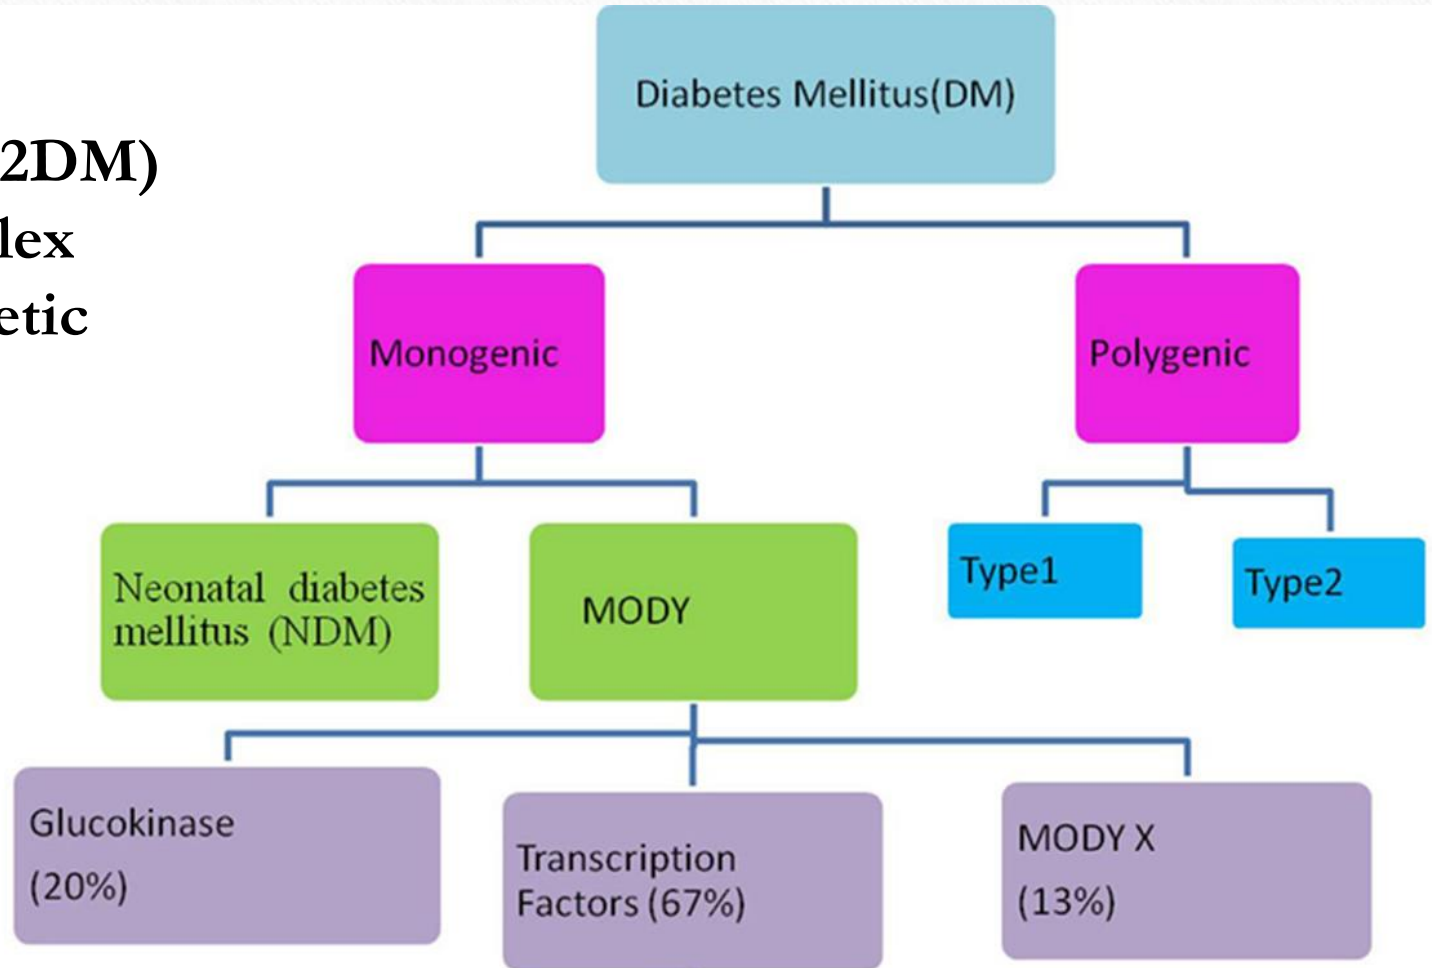 Diabetes Mellitus(DM)
2DM)
lex
etic
Monogenic
Polygenic
Neonatal diabetes
mellitus (NDM)
MODY
Type1
Type2
Glucokinase
(20%)
Transcription
Factors (67%)
MODY X
(13%)